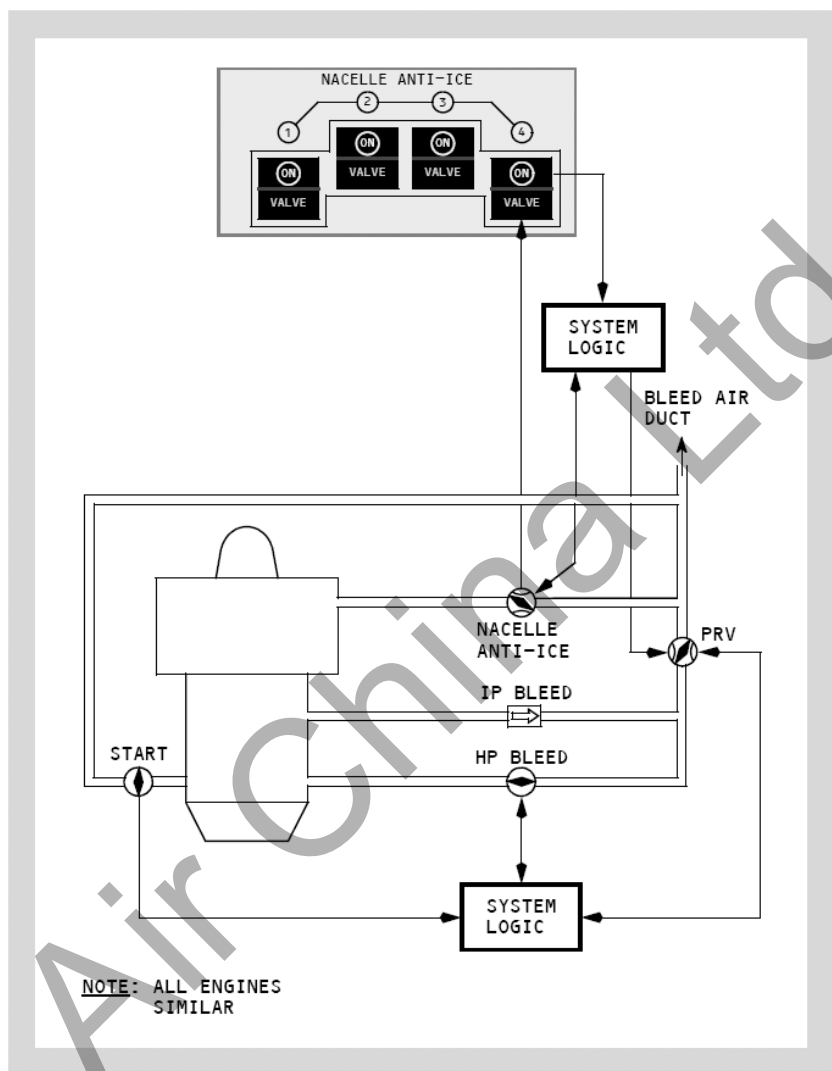 NACELLE ANTI-ICE
1 2 3 4
ON ON ON ON
VALVE VALVE VALVE VALVE
SYSTEM
LOGIC
BLEED AIR
DUCT
NACELLE
ANTI-ICE
PRV
IP BLEED
START
HP BLEED
SYSTEM
LOGIC
NOTE: ALL ENGINES
SIMILAR
Air China Ltd